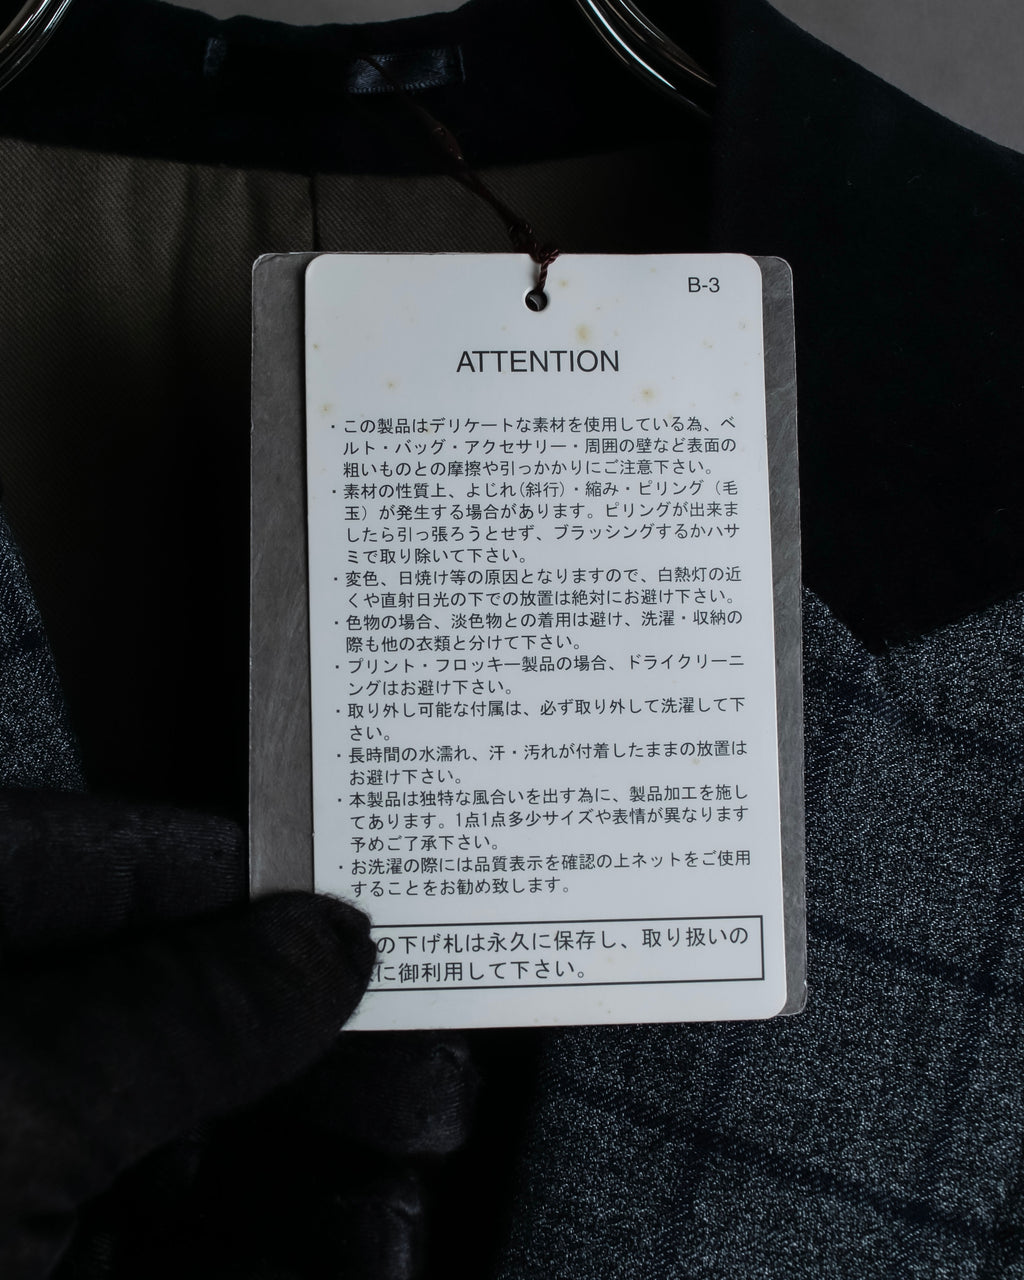 B-3
ATTENTION
・この製品はデリケートな素材を使用している為、ベ
ルト・バッグ・アクセサリー・周囲の壁など表面の
粗いものとの摩擦や引っかかりにご注意下さい。
・素材の性質上、よじれ(斜行)・縮み・ピリング（毛
玉）が発生する場合があります。ピリングが出来ま
したら引っ張ろうとせず、ブラッシングするかハサ
ミで取り除いて下さい。
・変色、日焼け等の原因となりますので、白熱灯の近
くや直射日光の下での放置は絶対にお避け下さい。
・色物の場合、淡色物との着用は避け、洗濯・収納の
際も他の衣類と分けて下さい。
・プリント・フロッキー製品の場合、ドライクリーニ
ングはお避け下さい。
・取り外し可能な付属は、必ず取り外して洗濯して下
さい。
・長時間の水濡れ、汗・汚れが付着したままの放置は
お避け下さい。
・本製品は独特な風合いを出す為に、製品加工を施し
てあります。1点1点多少サイズや表情が異なります
予めご了承下さい。
・お洗濯の際には品質表示を確認の上ネットをご使用
することをお勧め致します。
の下げ札は永久に保存し、取り扱いの
に御利用して下さい。